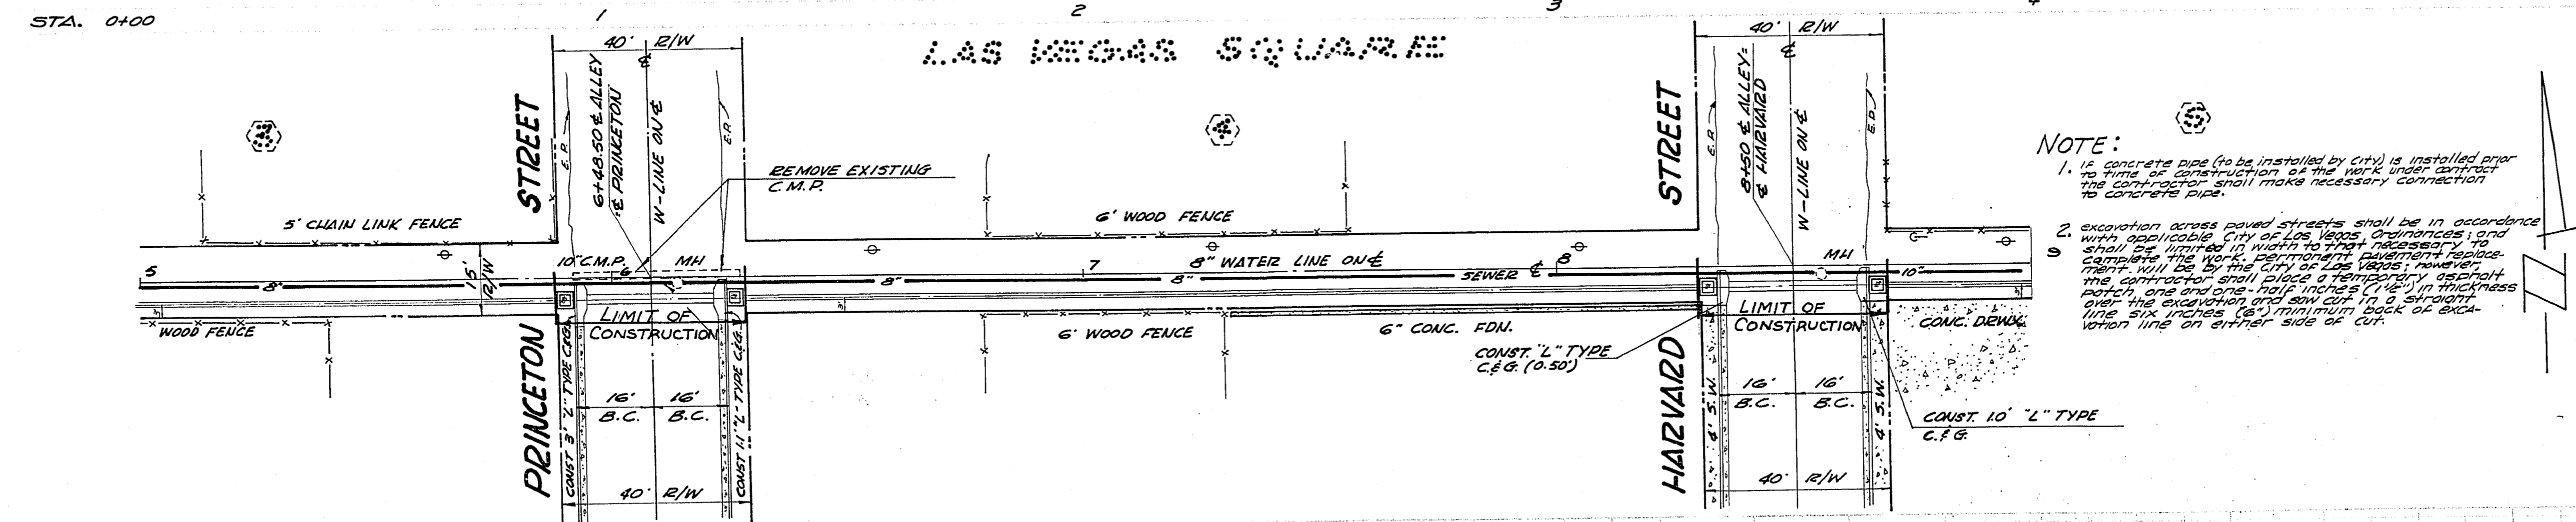 STA. 0+00
1
2
3
4
LAS VEGAS SQUARE
40' R/W
6+48.50 ℄ ALLEY
= ℄ PRINCETON
W-LINE ON ℄
E.P.
E.P.
STREET
PRINCETON
3
5' CHAIN LINK FENCE
15'
R/W
REMOVE EXISTING
C.M.P.
4
6' WOOD FENCE
40' R/W
8+50 ℄ ALLEY=
℄ HARVARD
W-LINE ON ℄
E.P.
E.P.
STREET
HARVARD
5
5
8"
10" C.M.P.
6
MH
8"
7
8"
8" WATER LINE ON ℄
SEWER ℄
8
MH
10"
9
WOOD FENCE
LIMIT OF
CONSTRUCTION
6' WOOD FENCE
6" CONC. FDN.
CONST. "L" TYPE
C.&G. (0.50')
LIMIT OF
CONSTRUCTION
CONC. DRWY.
CONST 3' "L" TYPE C.&G.
16' 16'
B.C. B.C.
CONST 1.1' "L"-TYPE C.&G.
40' R/W
4' S.W.
16' 16'
B.C. B.C.
4' S.W.
40' R/W
CONST. 1.0' "L" TYPE
C.&G.
NOTE:
1. If concrete pipe (to be installed by City) is installed prior
to time of construction of the work under contract
the contractor shall make necessary connection
to concrete pipe.
2. excavation across paved streets shall be in accordance
with applicable City of Las Vegas, Ordinances; and
shall be limited in width to that necessary to
complete the work. permanent pavement replace-
ment. will be by the City of Las Vegas; however,
the contractor shall place a temporary asphalt
patch one and one-half inches (1½") in thickness
over the excavation and saw cut in a straight
line six inches (6") minimum back of exca-
vation line on either side of cut.